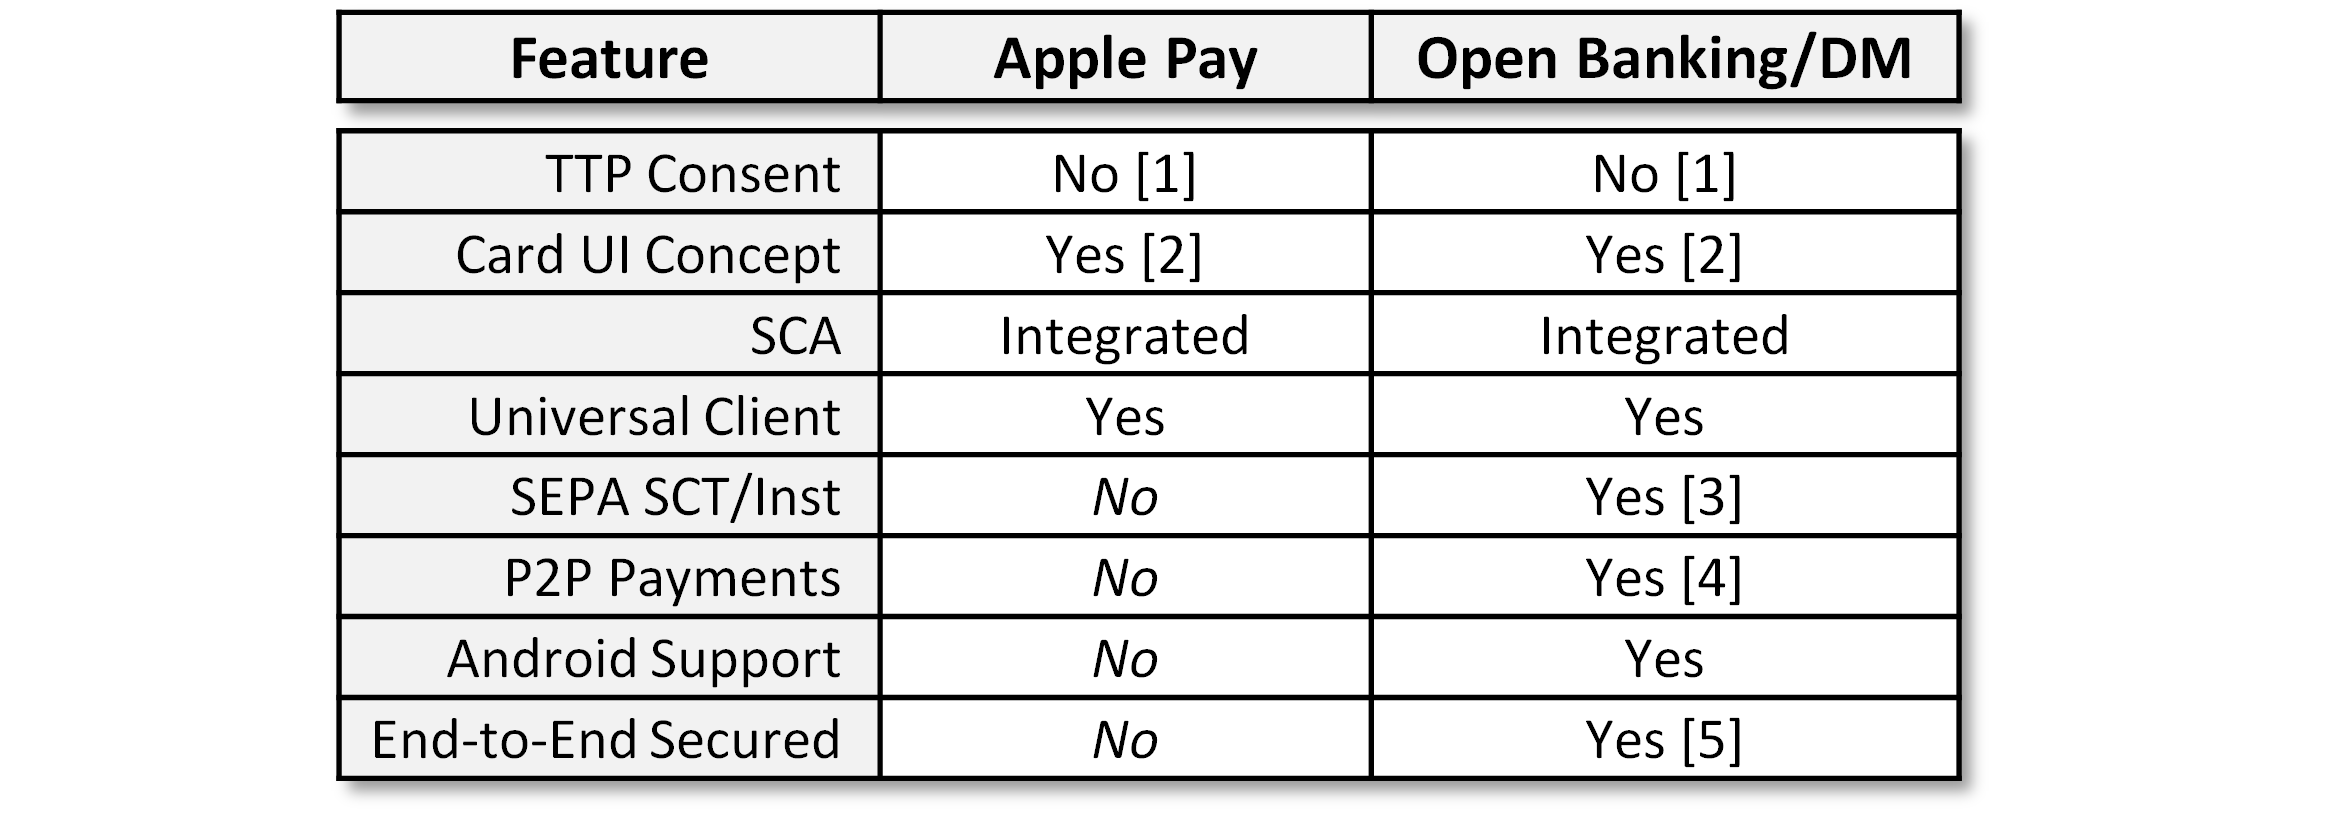 Feature Apple Pay Open Banking/DM
TTP Consent No [1] No [1]
Card UI Concept Yes [2] Yes [2]
SCA Integrated Integrated
Universal Client Yes Yes
SEPA SCT/Inst No Yes [3]
P2P Payments No Yes [4]
Android Support No Yes
End-to-End Secured No Yes [5]